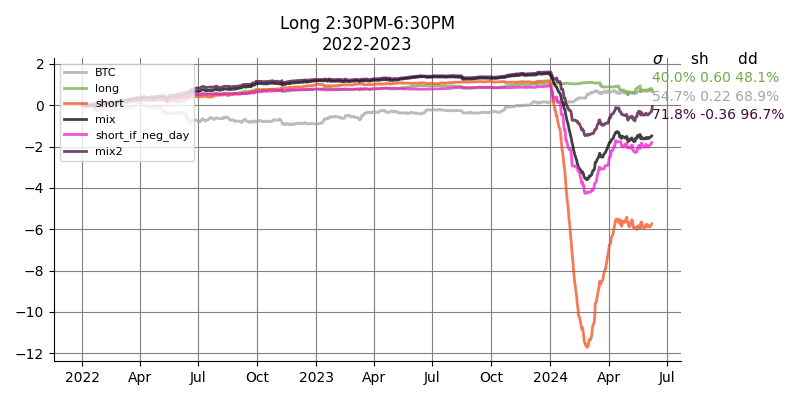 Long 2:30PM-6:30PM
2022-2023
σ sh dd
40.0% 0.60 48.1%
54.7% 0.22 68.9%
71.8% -0.36 96.7%
BTC
long
short
mix
short_if_neg_day
mix2
2
0
−2
−4
−6
−8
−10
−12
2022 Apr Jul Oct 2023 Apr Jul Oct 2024 Apr Jul